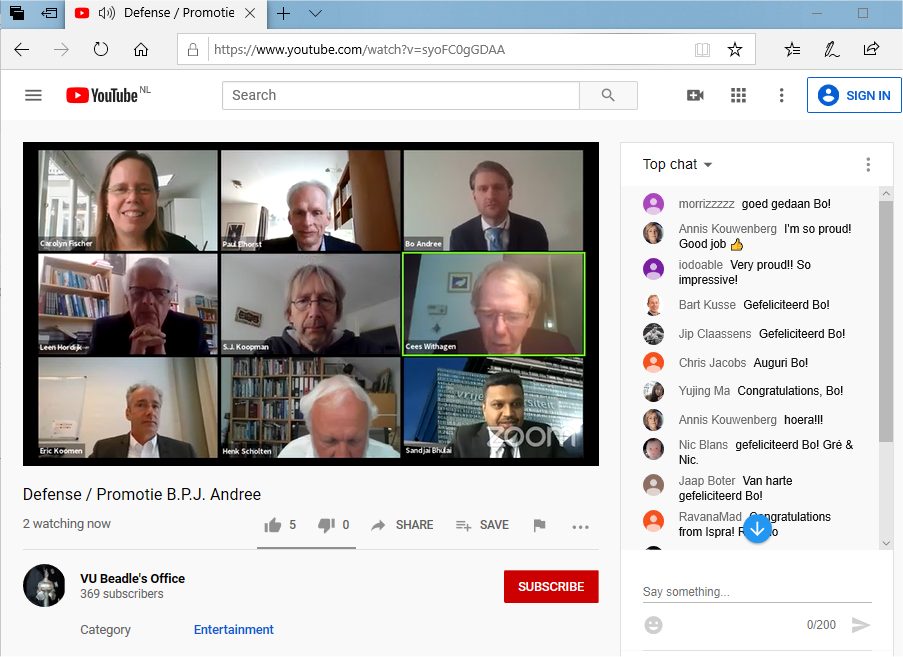 Defense / Promotie
https://www.youtube.com/watch?v=syoFC0gGDAA
YouTube NL
Search
SIGN IN
Carolyn Fischer
Paul Elhorst
Bo Andree
Leen Hordijk
S.J. Koopman
Cees Withagen
Eric Koomen
Henk Scholten
Sandjai Bhulai
zoom
Defense / Promotie B.P.J. Andree
2 watching now
5
0
SHARE
SAVE
VU Beadle's Office
369 subscribers
SUBSCRIBE
Category
Entertainment
Top chat
morrizzzzz goed gedaan Bo!
Annis Kouwenberg I'm so proud!
Good job 👍
iodoable Very proud!! So
impressive!
Bart Kusse Gefeliciteerd Bo!
Jip Claassens Gefeliciteerd Bo!
Chris Jacobs Auguri Bo!
Yujing Ma Congratulations, Bo!
Annis Kouwenberg hoera!!!
Nic Blans gefeliciteerd Bo! Gré &
Nic.
Jaap Boter Van harte
gefeliciteerd Bo!
RavanaMad Congratulations
from Ispra!
Say something...
0/200